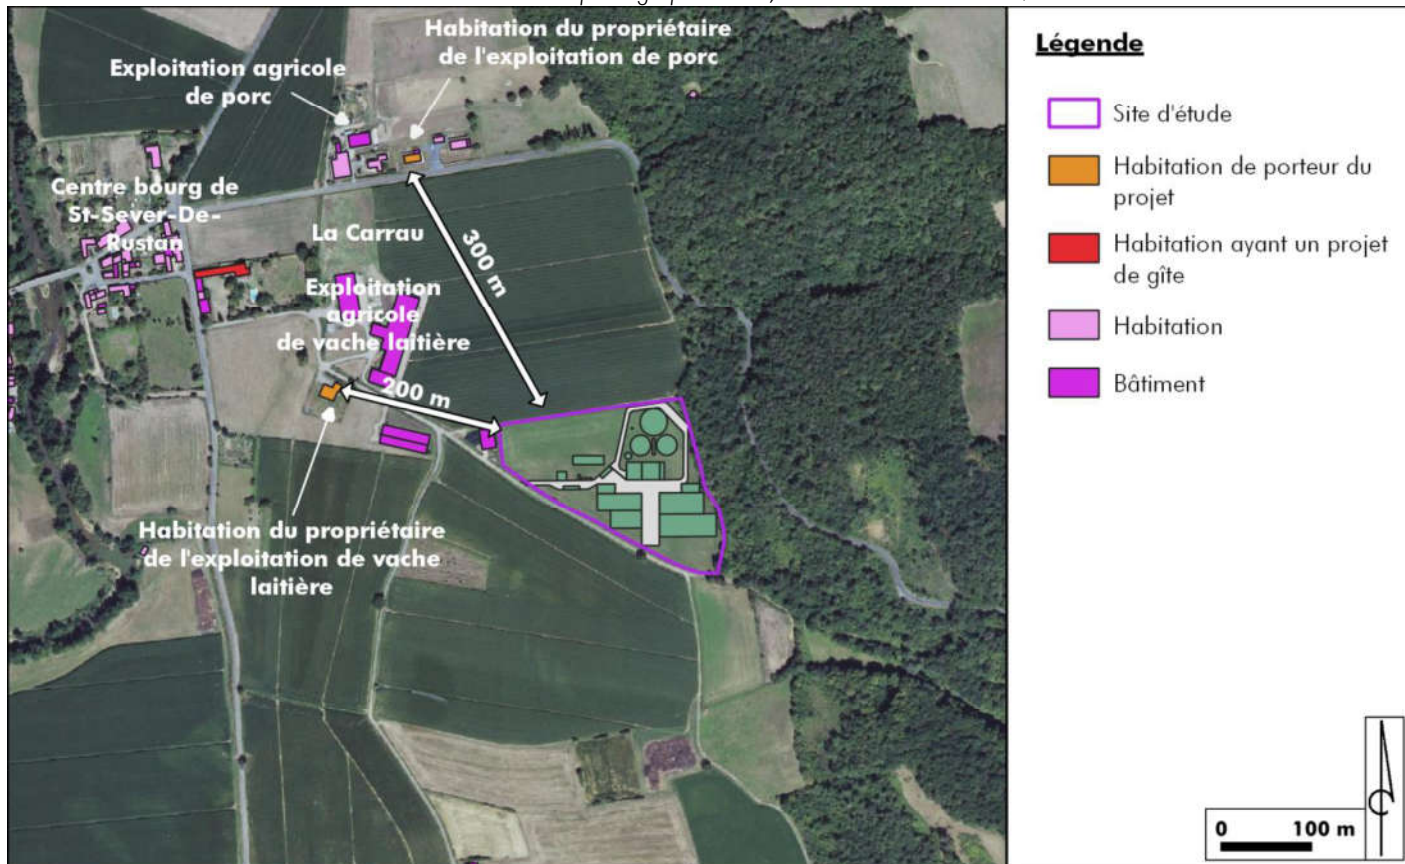 Habitation du propriétaire
de l'exploitation de porc
Exploitation agricole
de porc
Centre bourg de
St-Sever-De-
Rustan
La Carrau
300 m
Exploitation
agricole
de vache laitière
200 m
Habitation du propriétaire
de l'exploitation de vache
laitière
Légende
Site d'étude
Habitation de porteur du
projet
Habitation ayant un projet
de gîte
Habitation
Bâtiment
0 100 m